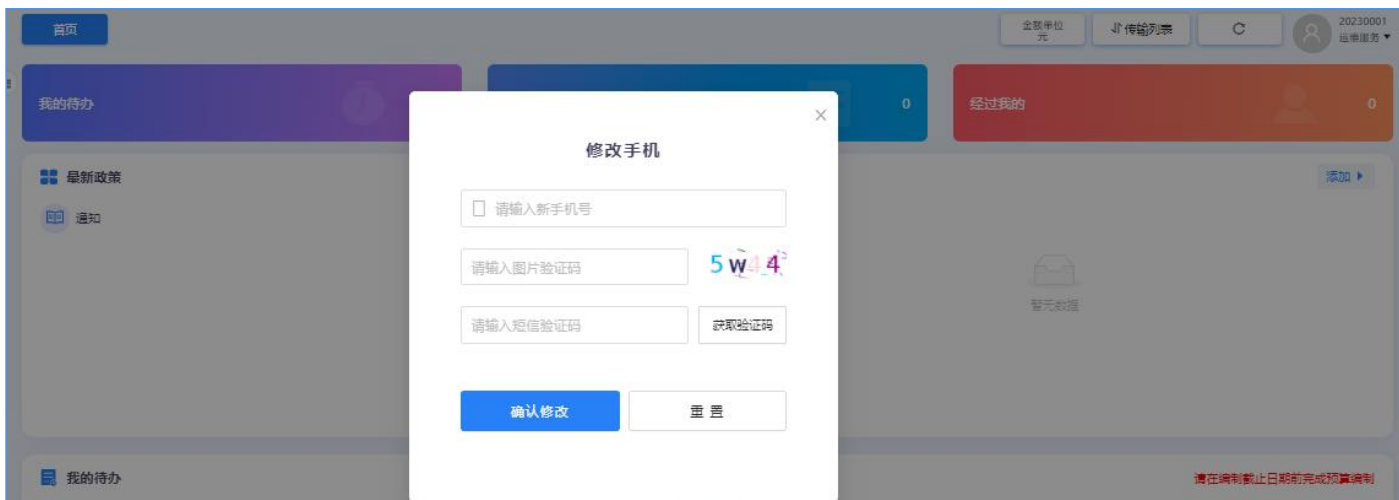 首页
金额单位
元
传输列表
20230001
运维服务
我的待办
0
经过我的
0
修改手机
最新政策
添加
通知
请输入新手机号
请输入图片验证码
5w44
请输入短信验证码
获取验证码
暂无数据
确认修改
重置
我的待办
请在编制截止日期前完成预算编制